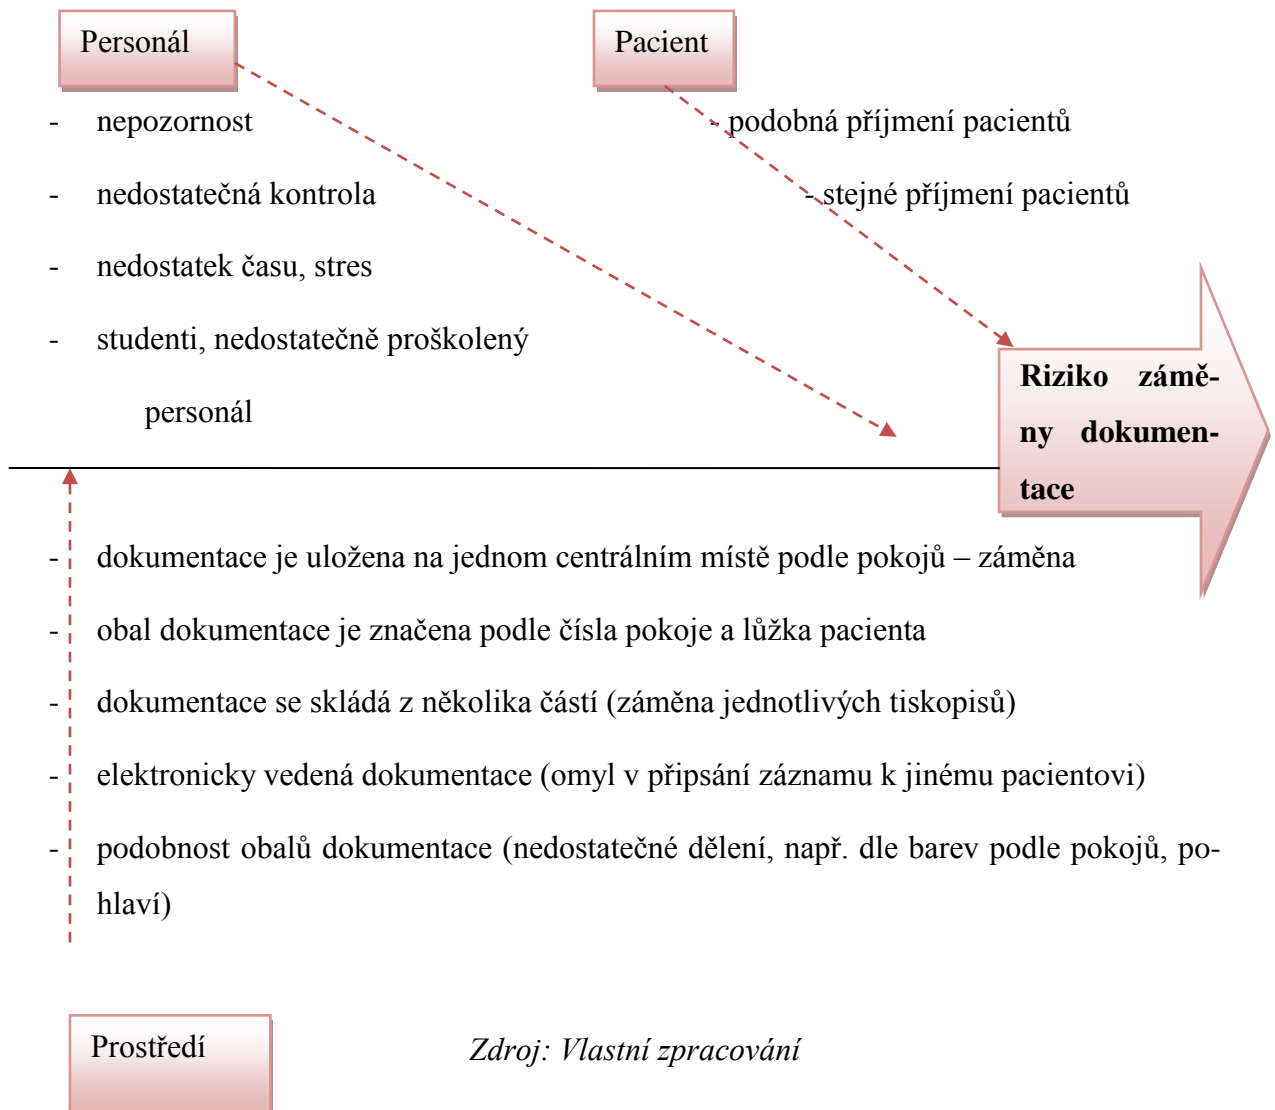 Personál
Pacient
- nepozornost
- podobná příjmení pacientů
- nedostatečná kontrola
- stejné příjmení pacientů
- nedostatek času, stres
- studenti, nedostatečně proškolený
personál
Riziko zámě-
ny dokumen-
tace
- dokumentace je uložena na jednom centrálním místě podle pokojů – záměna
- obal dokumentace je značena podle čísla pokoje a lůžka pacienta
- dokumentace se skládá z několika částí (záměna jednotlivých tiskopisů)
- elektronicky vedená dokumentace (omyl v připsání záznamu k jinému pacientovi)
- podobnost obalů dokumentace (nedostatečné dělení, např. dle barev podle pokojů, po-
hlaví)
Prostředí
Zdroj: Vlastní zpracování